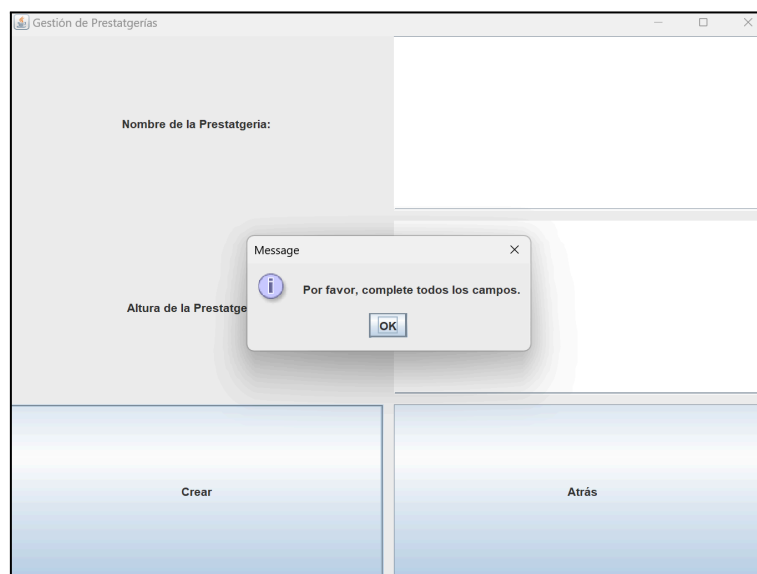 Gestión de Prestatgerías
Nombre de la Prestatgeria:
Message
Por favor, complete todos los campos.
Altura de la Prestatge
OK
Crear
Atrás